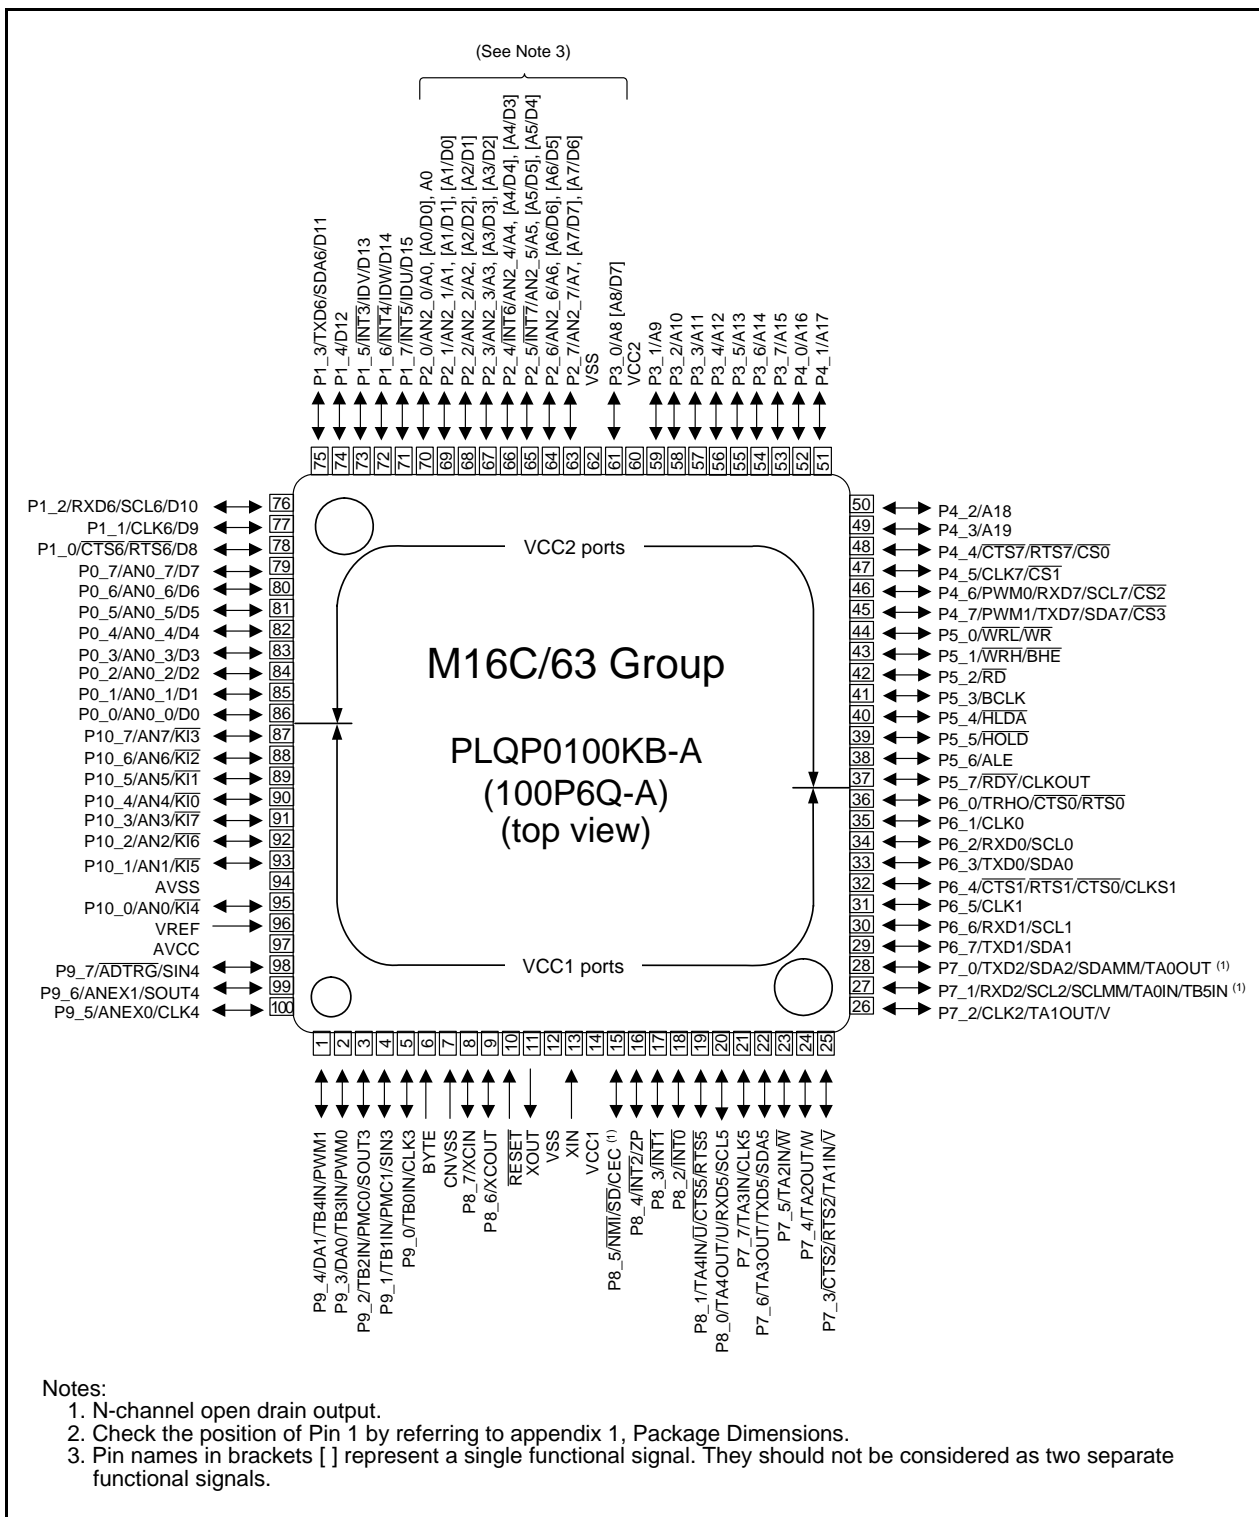 (See Note 3)
P1_3/TXD6/SDA6/D11
P1_4/D12
P1_5/INT3/IDV/D13
P1_6/INT4/IDW/D14
P1_7/INT5/IDU/D15
P2_0/AN2_0/A0, [A0/D0], A0
P2_1/AN2_1/A1, [A1/D1], [A1/D0]
P2_2/AN2_2/A2, [A2/D2], [A2/D1]
P2_3/AN2_3/A3, [A3/D3], [A3/D2]
P2_4/INT6/AN2_4/A4, [A4/D4], [A4/D3]
P2_5/INT7/AN2_5/A5, [A5/D5], [A5/D4]
P2_6/AN2_6/A6, [A6/D6], [A6/D5]
P2_7/AN2_7/A7, [A7/D7], [A7/D6]
VSS
P3_0/A8 [A8/D7]
VCC2
P3_1/A9
P3_2/A10
P3_3/A11
P3_4/A12
P3_5/A13
P3_6/A14
P3_7/A15
P4_0/A16
P4_1/A17
75
74
73
72
71
70
69
68
67
66
65
64
63
62
61
60
59
58
57
56
55
54
53
52
51
P1_2/RXD6/SCL6/D10 76
P1_1/CLK6/D9 77
P1_0/CTS6/RTS6/D8 78
P0_7/AN0_7/D7 79
P0_6/AN0_6/D6 80
P0_5/AN0_5/D5 81
P0_4/AN0_4/D4 82
P0_3/AN0_3/D3 83
P0_2/AN0_2/D2 84
P0_1/AN0_1/D1 85
P0_0/AN0_0/D0 86
P10_7/AN7/KI3 87
P10_6/AN6/KI2 88
P10_5/AN5/KI1 89
P10_4/AN4/KI0 90
P10_3/AN3/KI7 91
P10_2/AN2/KI6 92
P10_1/AN1/KI5 93
AVSS 94
P10_0/AN0/KI4 95
VREF 96
AVCC 97
P9_7/ADTRG/SIN4 98
P9_6/ANEX1/SOUT4 99
P9_5/ANEX0/CLK4 100
VCC2 ports
M16C/63 Group
PLQP0100KB-A
(100P6Q-A)
(top view)
VCC1 ports
50 P4_2/A18
49 P4_3/A19
48 P4_4/CTS7/RTS7/CS0
47 P4_5/CLK7/CS1
46 P4_6/PWM0/RXD7/SCL7/CS2
45 P4_7/PWM1/TXD7/SDA7/CS3
44 P5_0/WRL/WR
43 P5_1/WRH/BHE
42 P5_2/RD
41 P5_3/BCLK
40 P5_4/HLDA
39 P5_5/HOLD
38 P5_6/ALE
37 P5_7/RDY/CLKOUT
36 P6_0/TRHO/CTS0/RTS0
35 P6_1/CLK0
34 P6_2/RXD0/SCL0
33 P6_3/TXD0/SDA0
32 P6_4/CTS1/RTS1/CTS0/CLKS1
31 P6_5/CLK1
30 P6_6/RXD1/SCL1
29 P6_7/TXD1/SDA1
28 P7_0/TXD2/SDA2/SDAMM/TA0OUT (1)
27 P7_1/RXD2/SCL2/SCLMM/TA0IN/TB5IN (1)
26 P7_2/CLK2/TA1OUT/V
1
2
3
4
5
6
7
8
9
10
11
12
13
14
15
16
17
18
19
20
21
22
23
24
25
P9_4/DA1/TB4IN/PWM1
P9_3/DA0/TB3IN/PWM0
P9_2/TB2IN/PMC0/SOUT3
P9_1/TB1IN/PMC1/SIN3
P9_0/TB0IN/CLK3
BYTE
CNVSS
P8_7/XCIN
P8_6/XCOUT
RESET
XOUT
VSS
XIN
VCC1
P8_5/NMI/SD/CEC (1)
P8_4/INT2/ZP
P8_3/INT1
P8_2/INT0
P8_1/TA4IN/U/CTS5/RTS5
P8_0/TA4OUT/U/RXD5/SCL5
P7_7/TA3IN/CLK5
P7_6/TA3OUT/TXD5/SDA5
P7_5/TA2IN/W
P7_4/TA2OUT/W
P7_3/CTS2/RTS2/TA1IN/V
Notes:
1. N-channel open drain output.
2. Check the position of Pin 1 by referring to appendix 1, Package Dimensions.
3. Pin names in brackets [ ] represent a single functional signal. They should not be considered as two separate
functional signals.